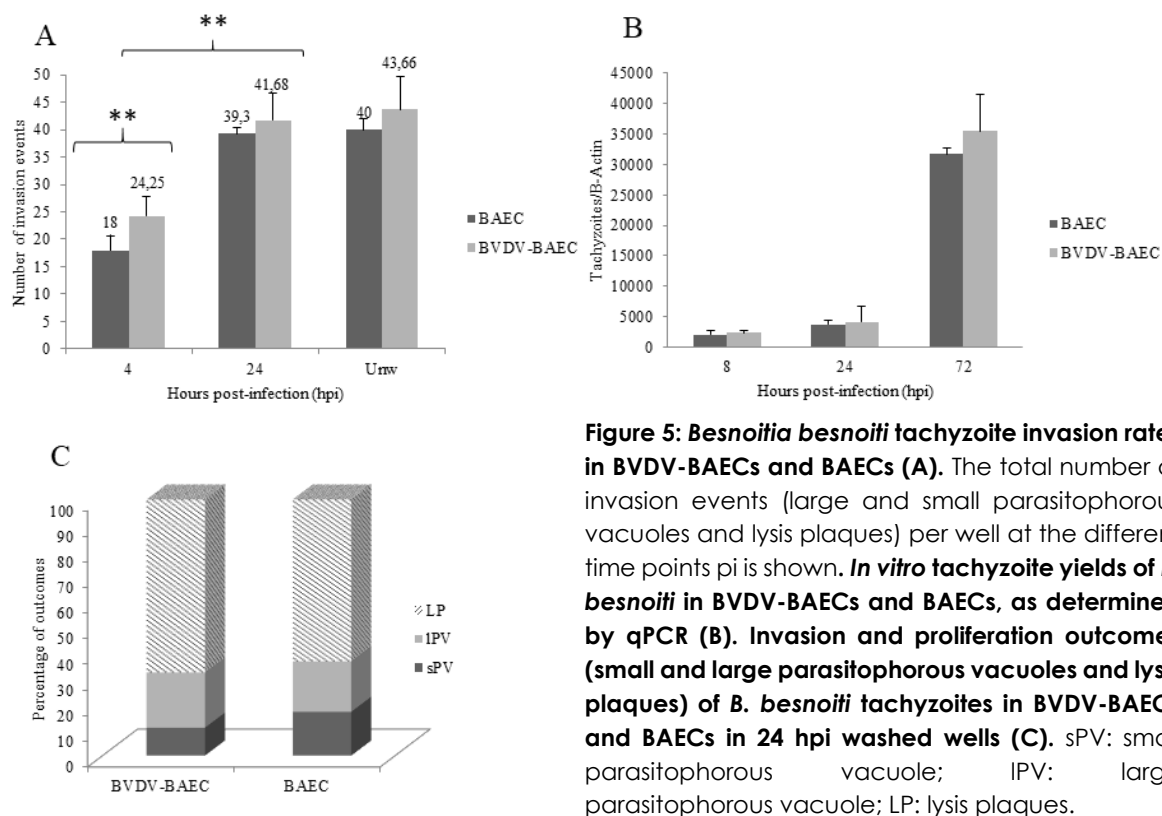 A
**
**
50
45
40
35
30
25
20
15
10
5
0
Number of invasion events
18
24,25
39,3
41,68
40
43,66
4
24
Unw
Hours post-infection (hpi)
BAEC
BVDV-BAEC
B
45000
40000
35000
30000
25000
20000
15000
10000
5000
0
Tachyzoites/B-Actin
8
24
72
Hours post-infection (hpi)
BAEC
BVDV-BAEC
C
100
90
80
70
60
50
40
30
20
10
0
Percentage of outcomes
BVDV-BAEC
BAEC
LP
lPV
sPV
Figure 5: Besnoitia besnoiti tachyzoite invasion rate
in BVDV-BAECs and BAECs (A). The total number o
invasion events (large and small parasitophorou
vacuoles and lysis plaques) per well at the differen
time points pi is shown. In vitro tachyzoite yields of
besnoiti in BVDV-BAECs and BAECs, as determine
by qPCR (B). Invasion and proliferation outcome
(small and large parasitophorous vacuoles and lys
plaques) of B. besnoiti tachyzoites in BVDV-BAEC
and BAECs in 24 hpi washed wells (C). sPV: sma
parasitophorous vacuole; lPV: larg
parasitophorous vacuole; LP: lysis plaques.